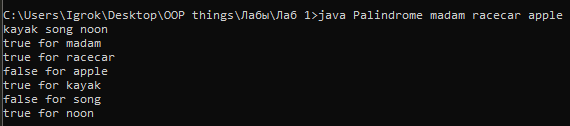 C:\Users\Igrok\Desktop\OOP things\Лабы\Лаб 1>java Palindrome madam racecar apple
kayak song noon
true for madam
true for racecar
false for apple
true for kayak
false for song
true for noon